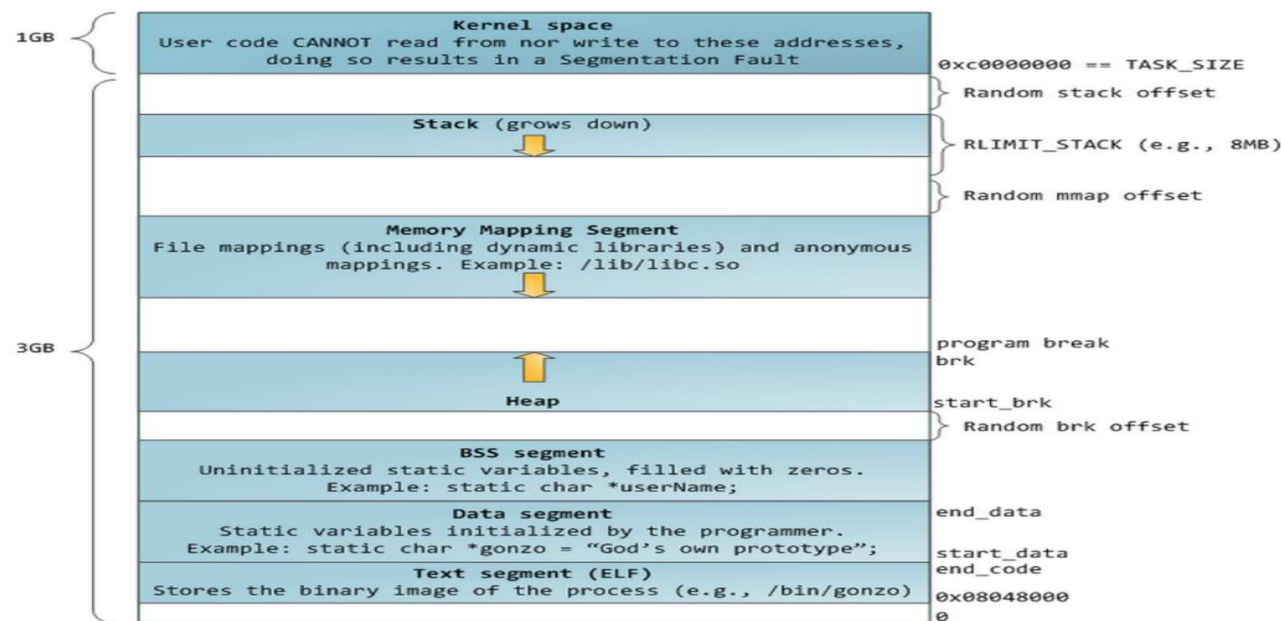 Kernel space
1GB
User code CANNOT read from nor write to these addresses,
doing so results in a Segmentation Fault
0xc0000000 == TASK_SIZE
Random stack offset
Stack (grows down)
RLIMIT_STACK (e.g., 8MB)
Random mmap offset
Memory Mapping Segment
File mappings (including dynamic libraries) and anonymous
mappings. Example: /lib/libc.so
3GB
program break
brk
Heap
start_brk
Random brk offset
BSS segment
Uninitialized static variables, filled with zeros.
Example: static char *userName;
Data segment
end_data
Static variables initialized by the programmer.
Example: static char *gonzo = “God’s own prototype”;
start_data
Text segment (ELF)
end_code
Stores the binary image of the process (e.g., /bin/gonzo)
0x08048000
0